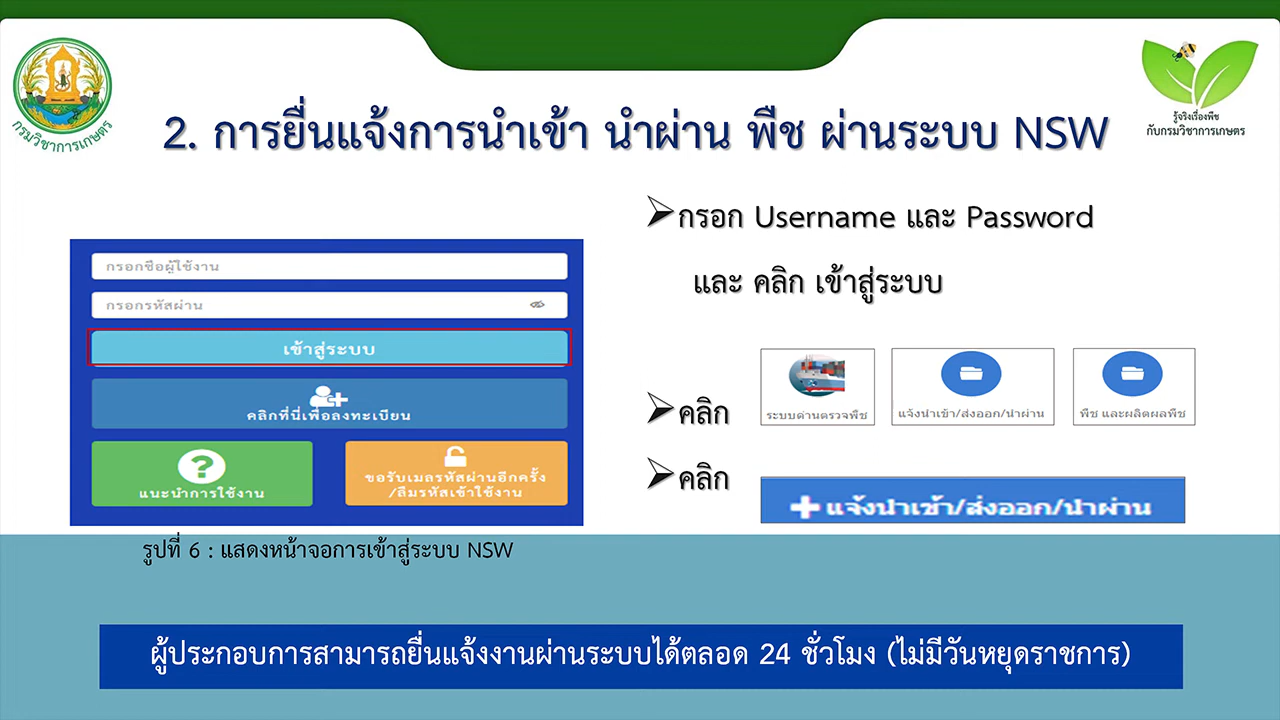 กรมวิชาการเกษตร
รู้จริงเรื่องพืช
กับกรมวิชาการเกษตร
2. การยื่นแจ้งการนำเข้า นำผ่าน พืช ผ่านระบบ NSW
กรอกชื่อผู้ใช้งาน
กรอกรหัสผ่าน
เข้าสู่ระบบ
คลิกที่นี่เพื่อลงทะเบียน
?
แนะนำการใช้งาน
ขอรับเมลรหัสผ่านอีกครั้ง
/ลืมรหัสเข้าใช้งาน
รูปที่ 6 : แสดงหน้าจอการเข้าสู่ระบบ NSW
➢กรอก Username และ Password
และ คลิก เข้าสู่ระบบ
➢คลิก
ระบบด่านตรวจพืช
แจ้งนำเข้า/ส่งออก/นำผ่าน
พืช และผลิตผลพืช
➢คลิก
+ แจ้งนำเข้า/ส่งออก/นำผ่าน
ผู้ประกอบการสามารถยื่นแจ้งงานผ่านระบบได้ตลอด 24 ชั่วโมง (ไม่มีวันหยุดราชการ)